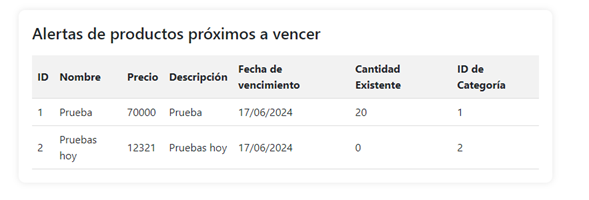 Alertas de productos próximos a vencer
ID Nombre Precio Descripción Fecha de vencimiento Cantidad Existente ID de Categoría
1 Prueba 70000 Prueba 17/06/2024 20 1
2 Pruebas hoy 12321 Pruebas hoy 17/06/2024 0 2